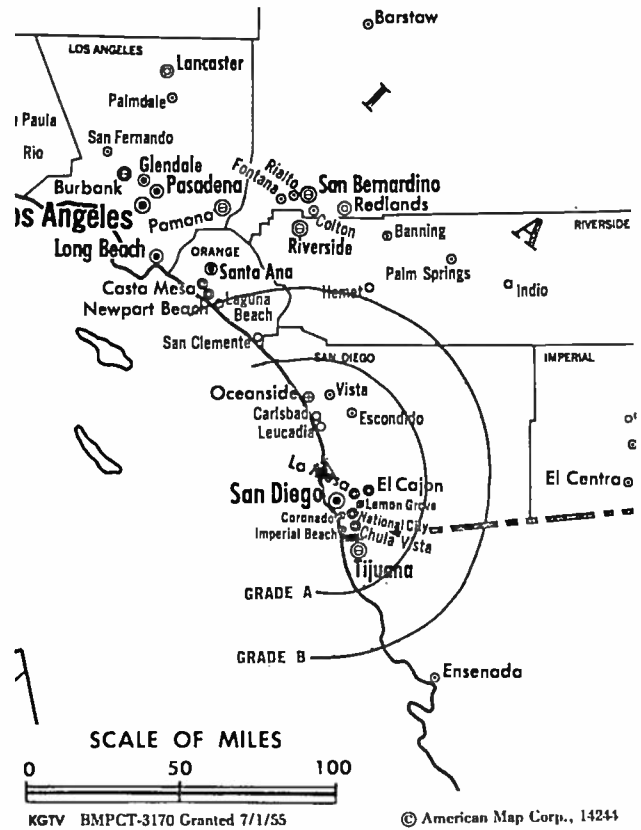 Barstow
LOS ANGELES
Lancaster
I
Palmdale
Paula
San Fernando
Rio
Glendale
Rialto
Fontana
San Bernardino
Burbank
Pasadena
os Angeles
Pomona
Redlands
Colton
Riverside
Banning
A
RIVERSIDE
Long Beach
ORANGE
Santa Ana
Palm Springs
Costa Mesa
Hemet
Indio
Newport Beach
Laguna
Beach
San Clemente
SAN DIEGO
IMPERIAL
Oceanside
Vista
Carlsbad
Escondido
Leucadia
La Mesa
El Cajon
El Centro
San Diego
Lemon Grove
Coronado
National City
Imperial Beach
Chula Vista
Tijuana
GRADE A
GRADE B
Ensenada
SCALE OF MILES
0 50 100
KGTV BMPCT-3170 Granted 7/1/55
© American Map Corp., 14244